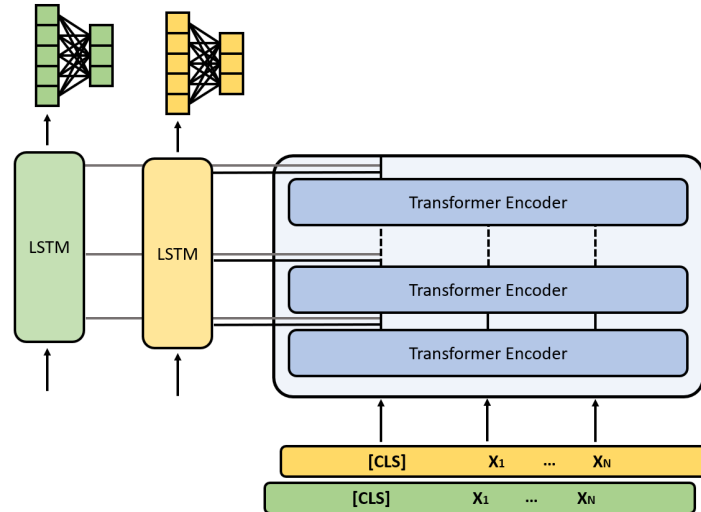 Transformer Encoder
LSTM
LSTM
Transformer Encoder
Transformer Encoder
[CLS] X1 ... XN
[CLS] X1 ... XN